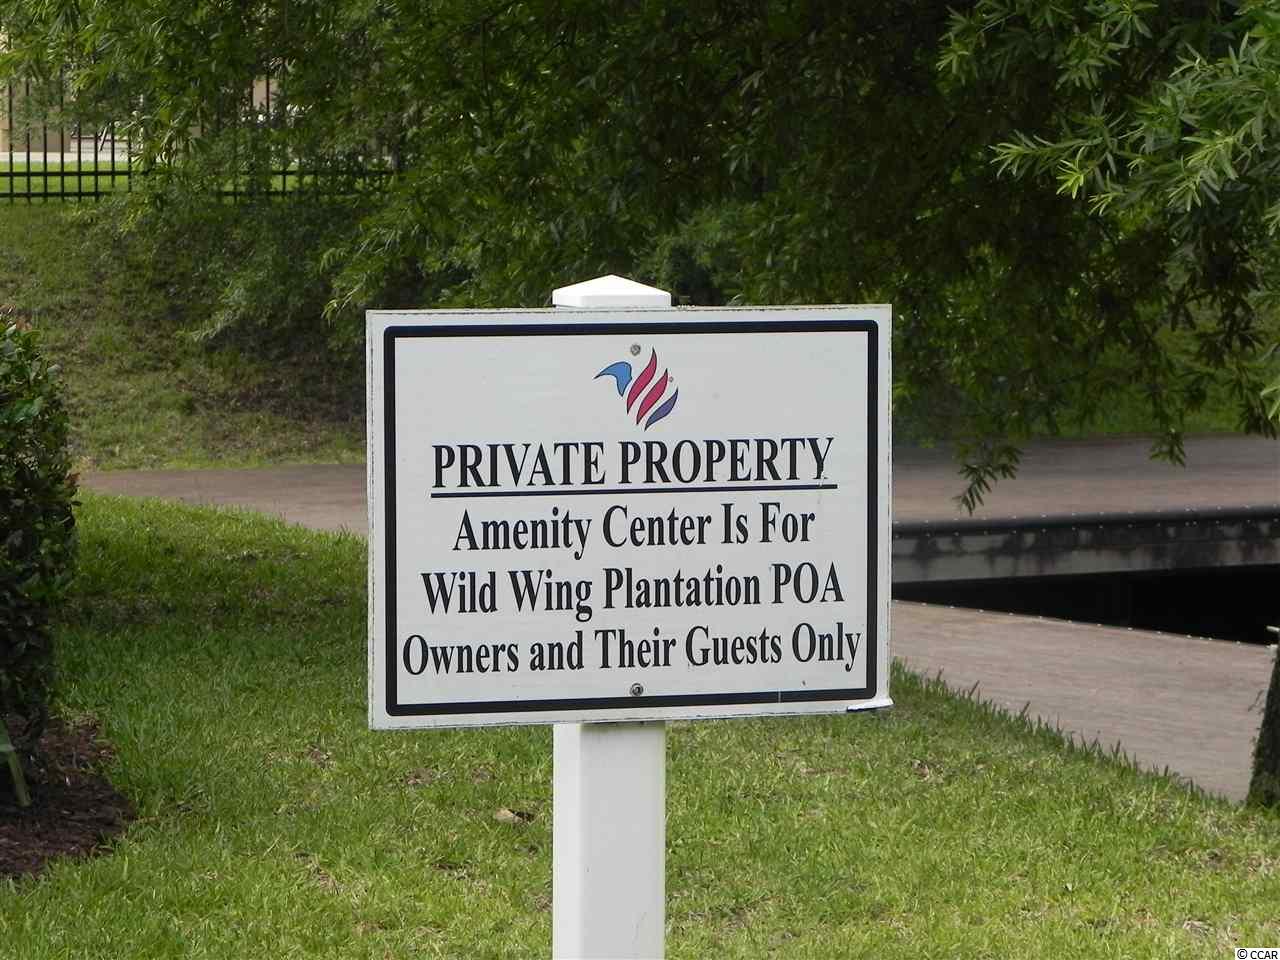 PRIVATE PROPERTY
Amenity Center Is For
Wild Wing Plantation POA
Owners and Their Guests Only
© CCAR